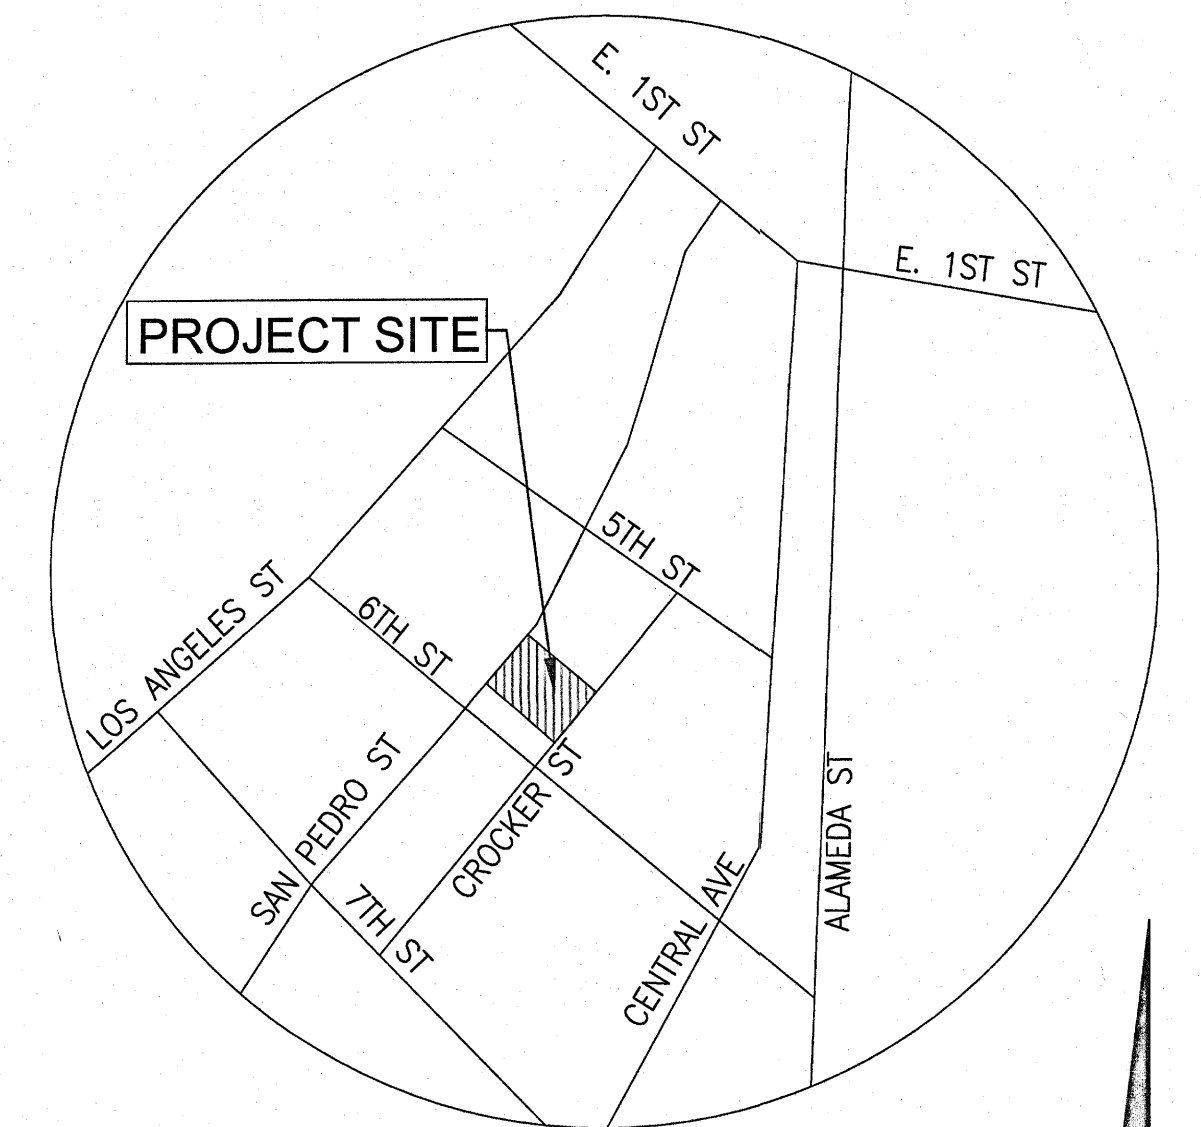 E. 1ST ST
E. 1ST ST
PROJECT SITE
5TH ST
6TH ST
LOS ANGELES ST
SAN PEDRO ST
CROCKER ST
7TH ST
CENTRAL AVE
ALAMEDA ST